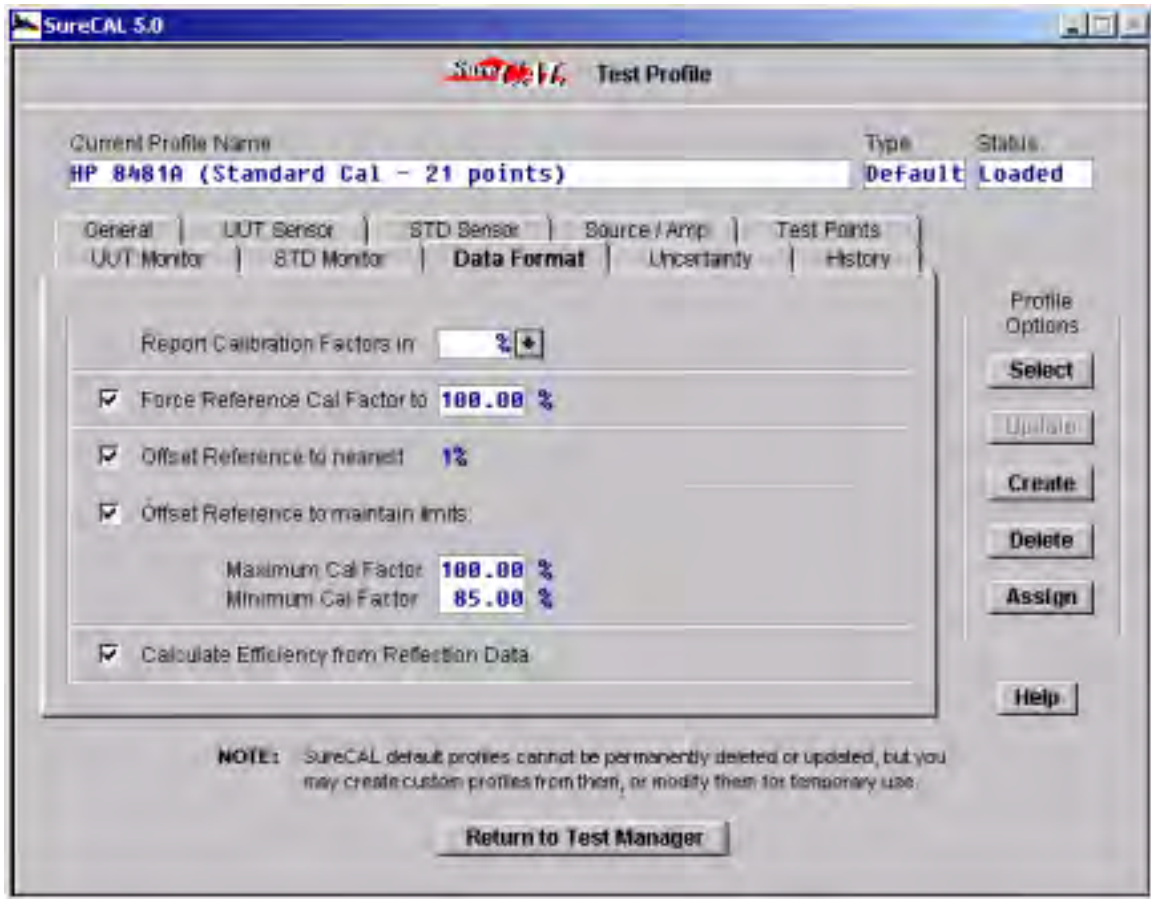 SureCAL 5.0
SureCAL Test Profile
Current Profile Name Type Status
HP 8481A (Standard Cal - 21 points) Default Loaded
General UUT Sensor STD Sensor Source / Amp Test Points
UUT Monitor STD Monitor Data Format Uncertainty History
Profile
Options
Report Calibration Factors in %
Select
Force Reference Cal Factor to 100.00 %
Update
Offset Reference to nearest 1%
Create
Offset Reference to maintain limits:
Delete
Maximum Cal Factor 100.00 %
Minimum Cal Factor 85.00 %
Assign
Calculate Efficiency from Reflection Data
Help
NOTE: SureCAL default profiles cannot be permanently deleted or updated, but you
may create custom profiles from them, or modify them for temporary use.
Return to Test Manager